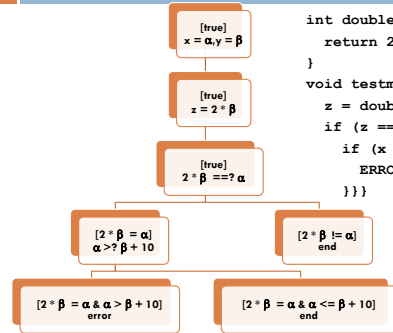 [true]
x = α,y = β
[true]
z = 2 * β
[true]
2 * β ==? α
[2 * β = α]
α >? β + 10
[2 * β != α]
end
[2 * β = α & α > β + 10]
error
[2 * β = α & α <= β + 10]
end
int double
return 2
}
void testm
z = doub
if (z ==
if (x
ERRO
}}}